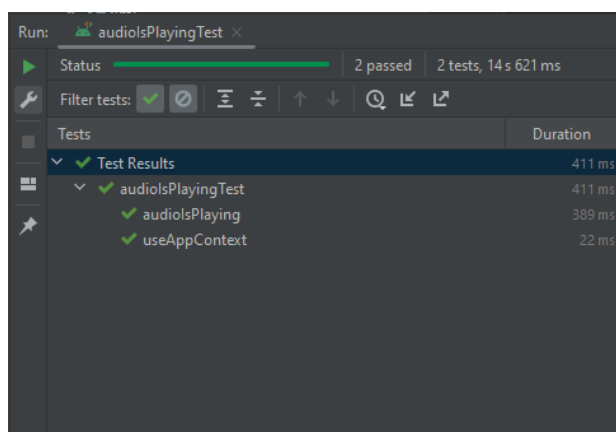 Run: audioIsPlayingTest
Status 2 passed 2 tests, 14 s 621 ms
Filter tests:
Tests Duration
Test Results 411 ms
audioIsPlayingTest 411 ms
audioIsPlaying 389 ms
useAppContext 22 ms